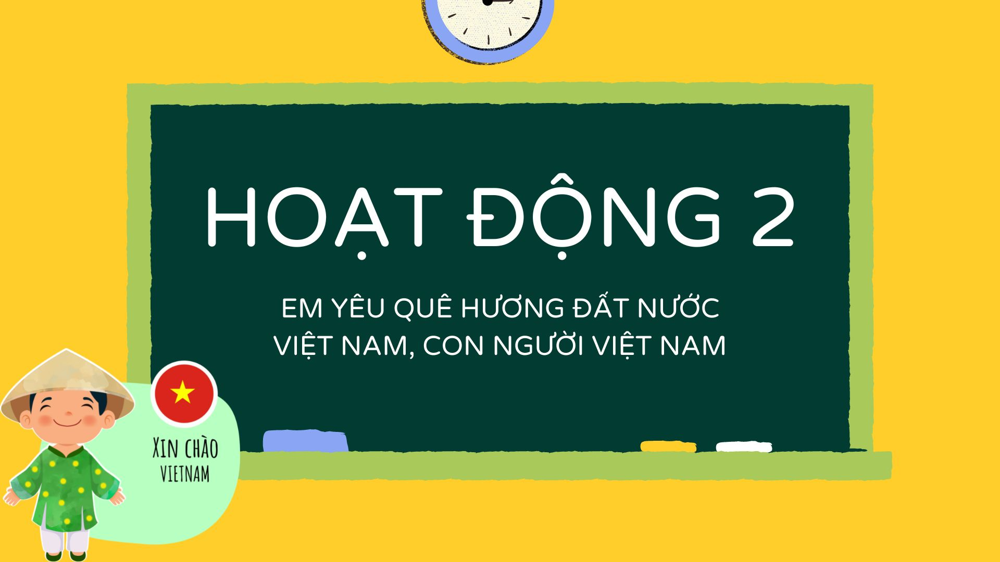 HOẠT ĐỘNG 2
EM YÊU QUÊ HƯƠNG ĐẤT NƯỚC
VIỆT NAM, CON NGƯỜI VIỆT NAM
XIN CHÀO
VIETNAM